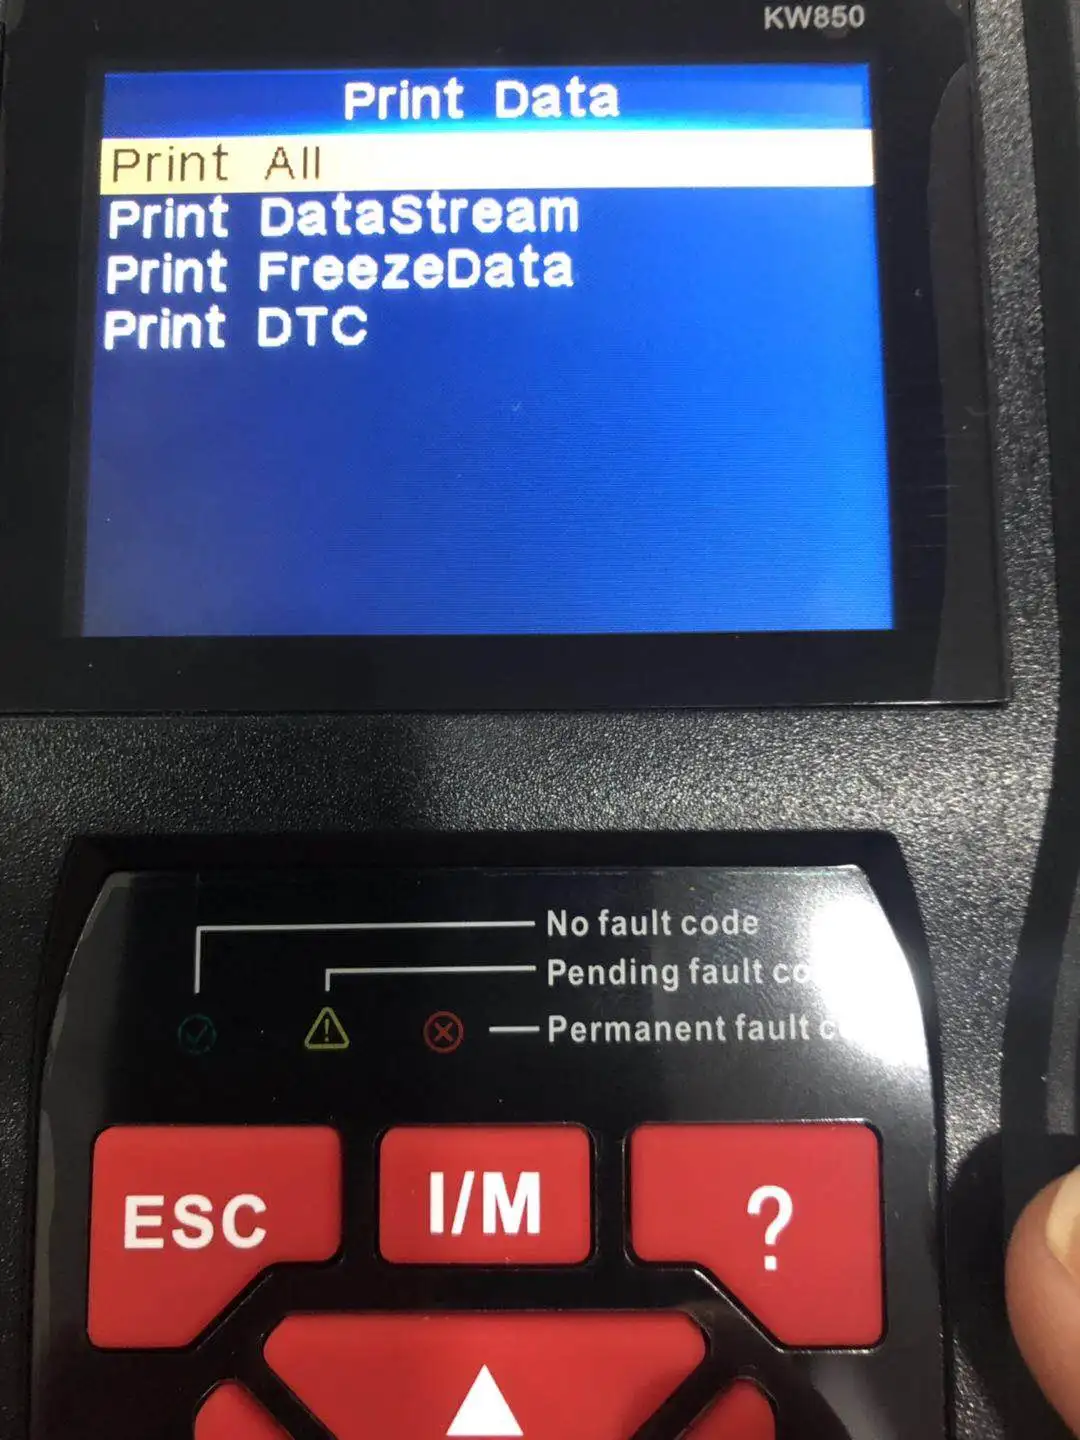 KW850
Print Data
Print All
Print DataStream
Print FreezeData
Print DTC
No fault code
Pending fault
Permanent fault
ESC
I/M
?